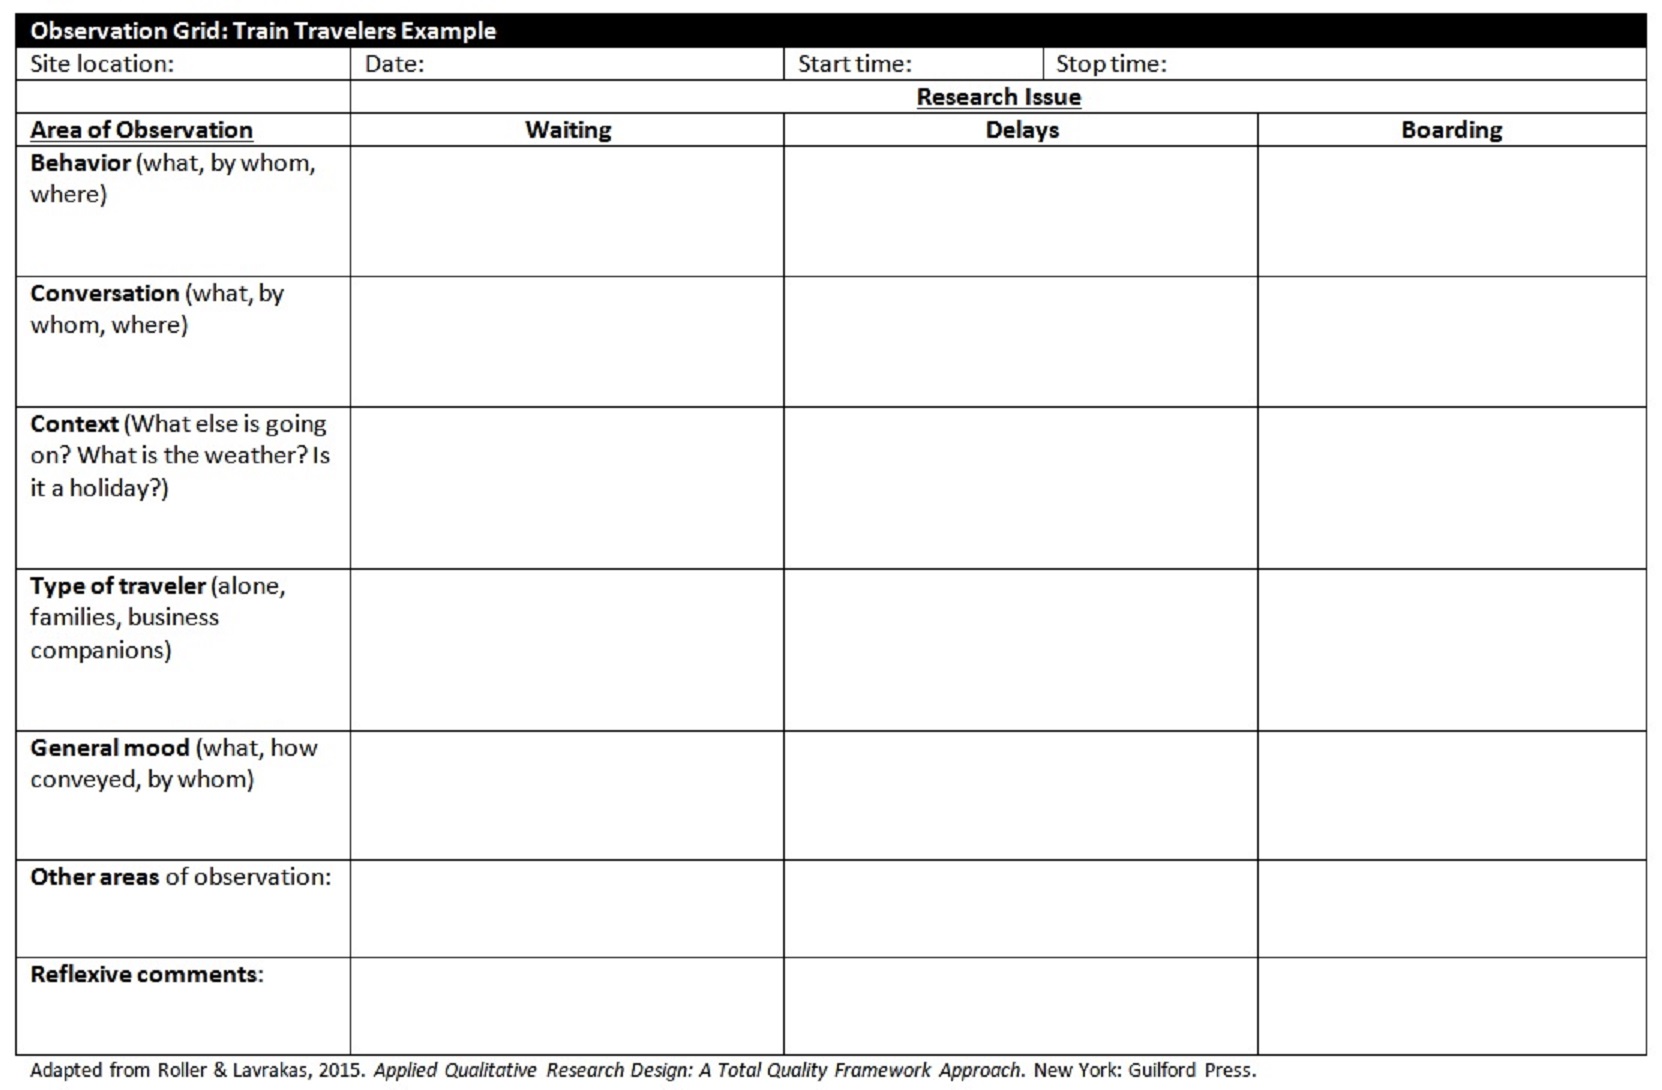 Observation Grid: Train Travelers Example
Site location: Date: Start time: Stop time:
Research Issue
Area of Observation Waiting Delays Boarding
Behavior (what, by whom,
where)
Conversation (what, by
whom, where)
Context (What else is going
on? What is the weather? Is
it a holiday?)
Type of traveler (alone,
families, business
companions)
General mood (what, how
conveyed, by whom)
Other areas of observation:
Reflexive comments:
Adapted from Roller & Lavrakas, 2015. Applied Qualitative Research Design: A Total Quality Framework Approach. New York: Guilford Press.